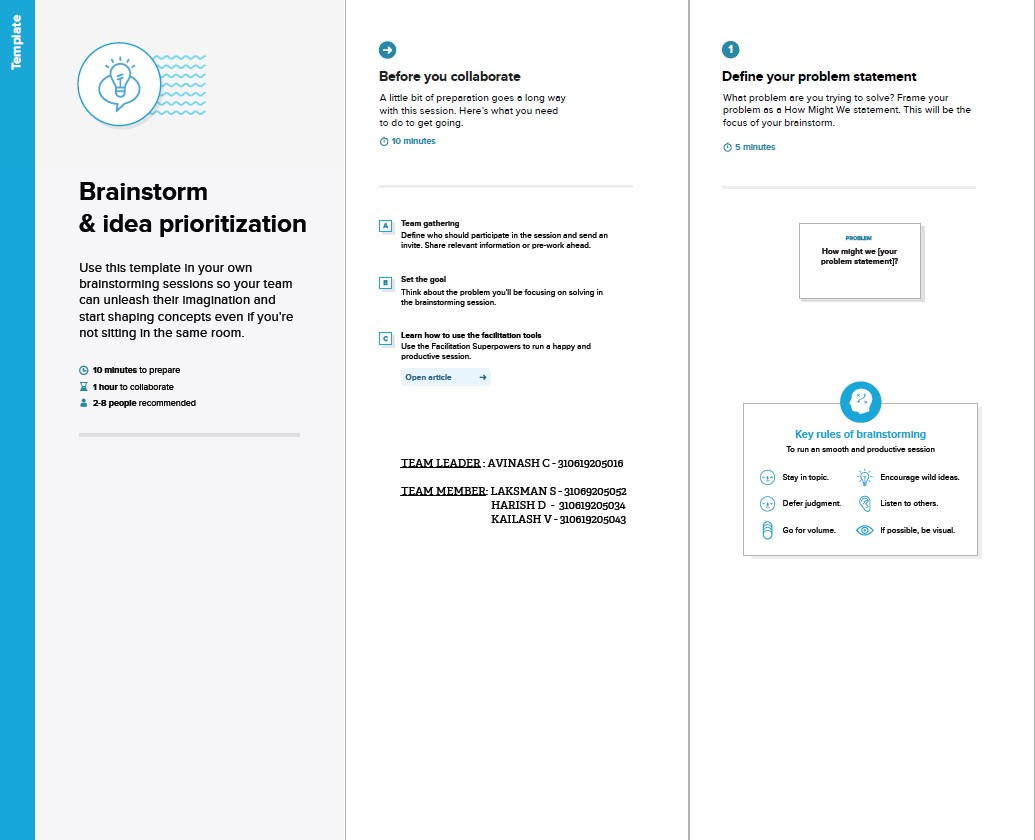 Template
Brainstorm
& idea prioritization
Use this template in your own
brainstorming sessions so your team
can unleash their imagination and
start shaping concepts even if you're
not sitting in the same room.
10 minutes to prepare
1 hour to collaborate
2-8 people recommended
Before you collaborate
A little bit of preparation goes a long way
with this session. Here's what you need
to do to get going.
10 minutes
A
Team gathering
Define who should participate in the session and send an
invite. Share relevant information or pre-work ahead.
B
Set the goal
Think about the problem you'll be focusing on solving in
the brainstorming session.
C
Learn how to use the facilitation tools
Use the Facilitation Superpowers to run a happy and
productive session.
Open article
TEAM LEADER : AVINASH C - 310619205016
TEAM MEMBER: LAKSMAN S - 31069205052
HARISH D - 310619205034
KAILASH V - 310619205043
1
Define your problem statement
What problem are you trying to solve? Frame your
problem as a How Might We statement. This will be the
focus of your brainstorm.
5 minutes
PROBLEM
How might we [your
problem statement]?
Key rules of brainstorming
To run an smooth and productive session
Stay in topic.
Encourage wild ideas.
Defer judgment.
Listen to others.
Go for volume.
If possible, be visual.